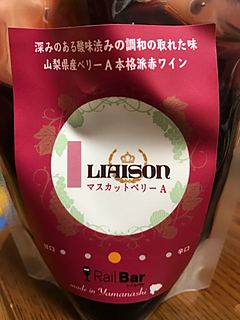 深みのある酸味渋みの調和の取れた味
山梨県産ベリーA本格派赤ワイン
LIAISON
マスカットベリーA
甘口
辛口
Rail Bar
made in Yamanashi